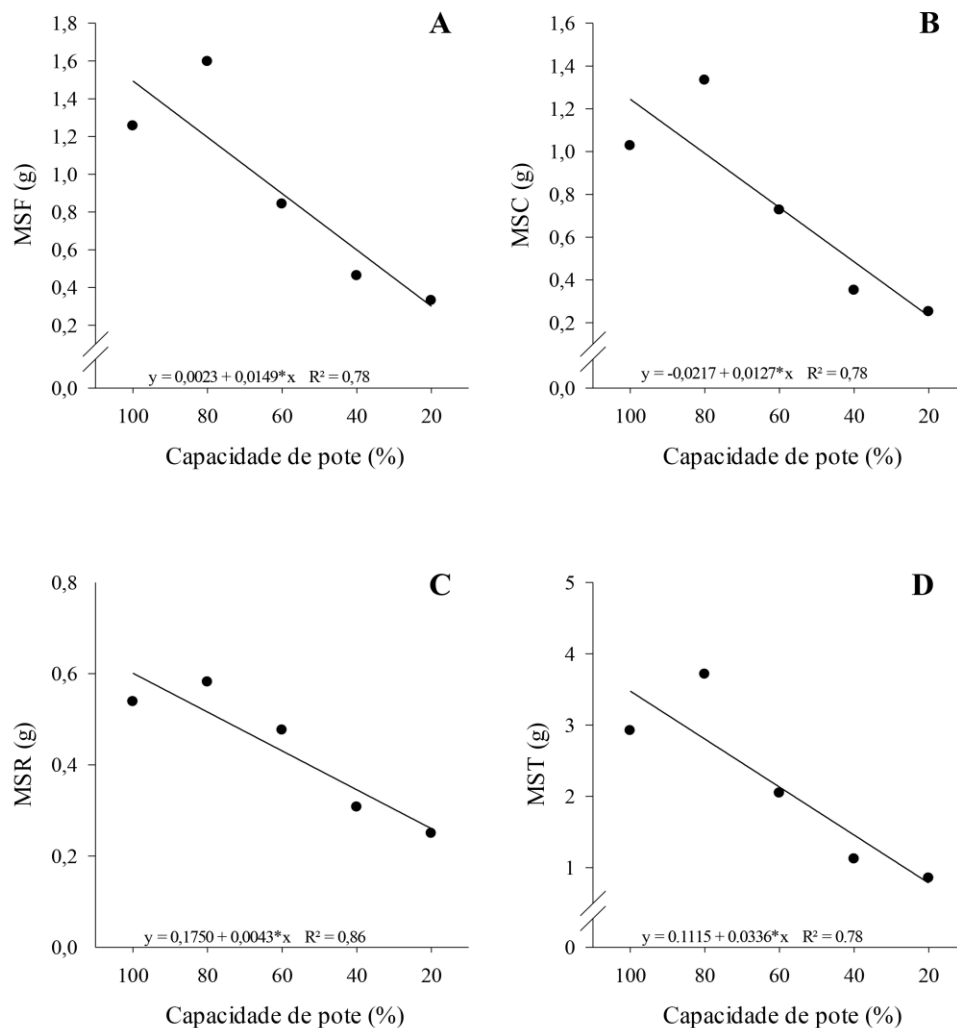 A
MSF (g)
1,8
1,6
1,4
1,2
1,0
0,8
0,6
0,4
0,2
0,0
y = 0,0023 + 0,0149*x R² = 0,78
100 80 60 40 20
Capacidade de pote (%)
B
MSC (g)
1,6
1,4
1,2
1,0
0,8
0,6
0,4
0,2
0,0
y = -0,0217 + 0,0127*x R² = 0,78
100 80 60 40 20
Capacidade de pote (%)
C
MSR (g)
0,8
0,6
0,4
0,2
0,0
y = 0,1750 + 0,0043*x R² = 0,86
100 80 60 40 20
Capacidade de pote (%)
D
MST (g)
5
4
3
2
1
0
y = 0.1115 + 0.0336*x R² = 0.78
100 80 60 40 20
Capacidade de pote (%)